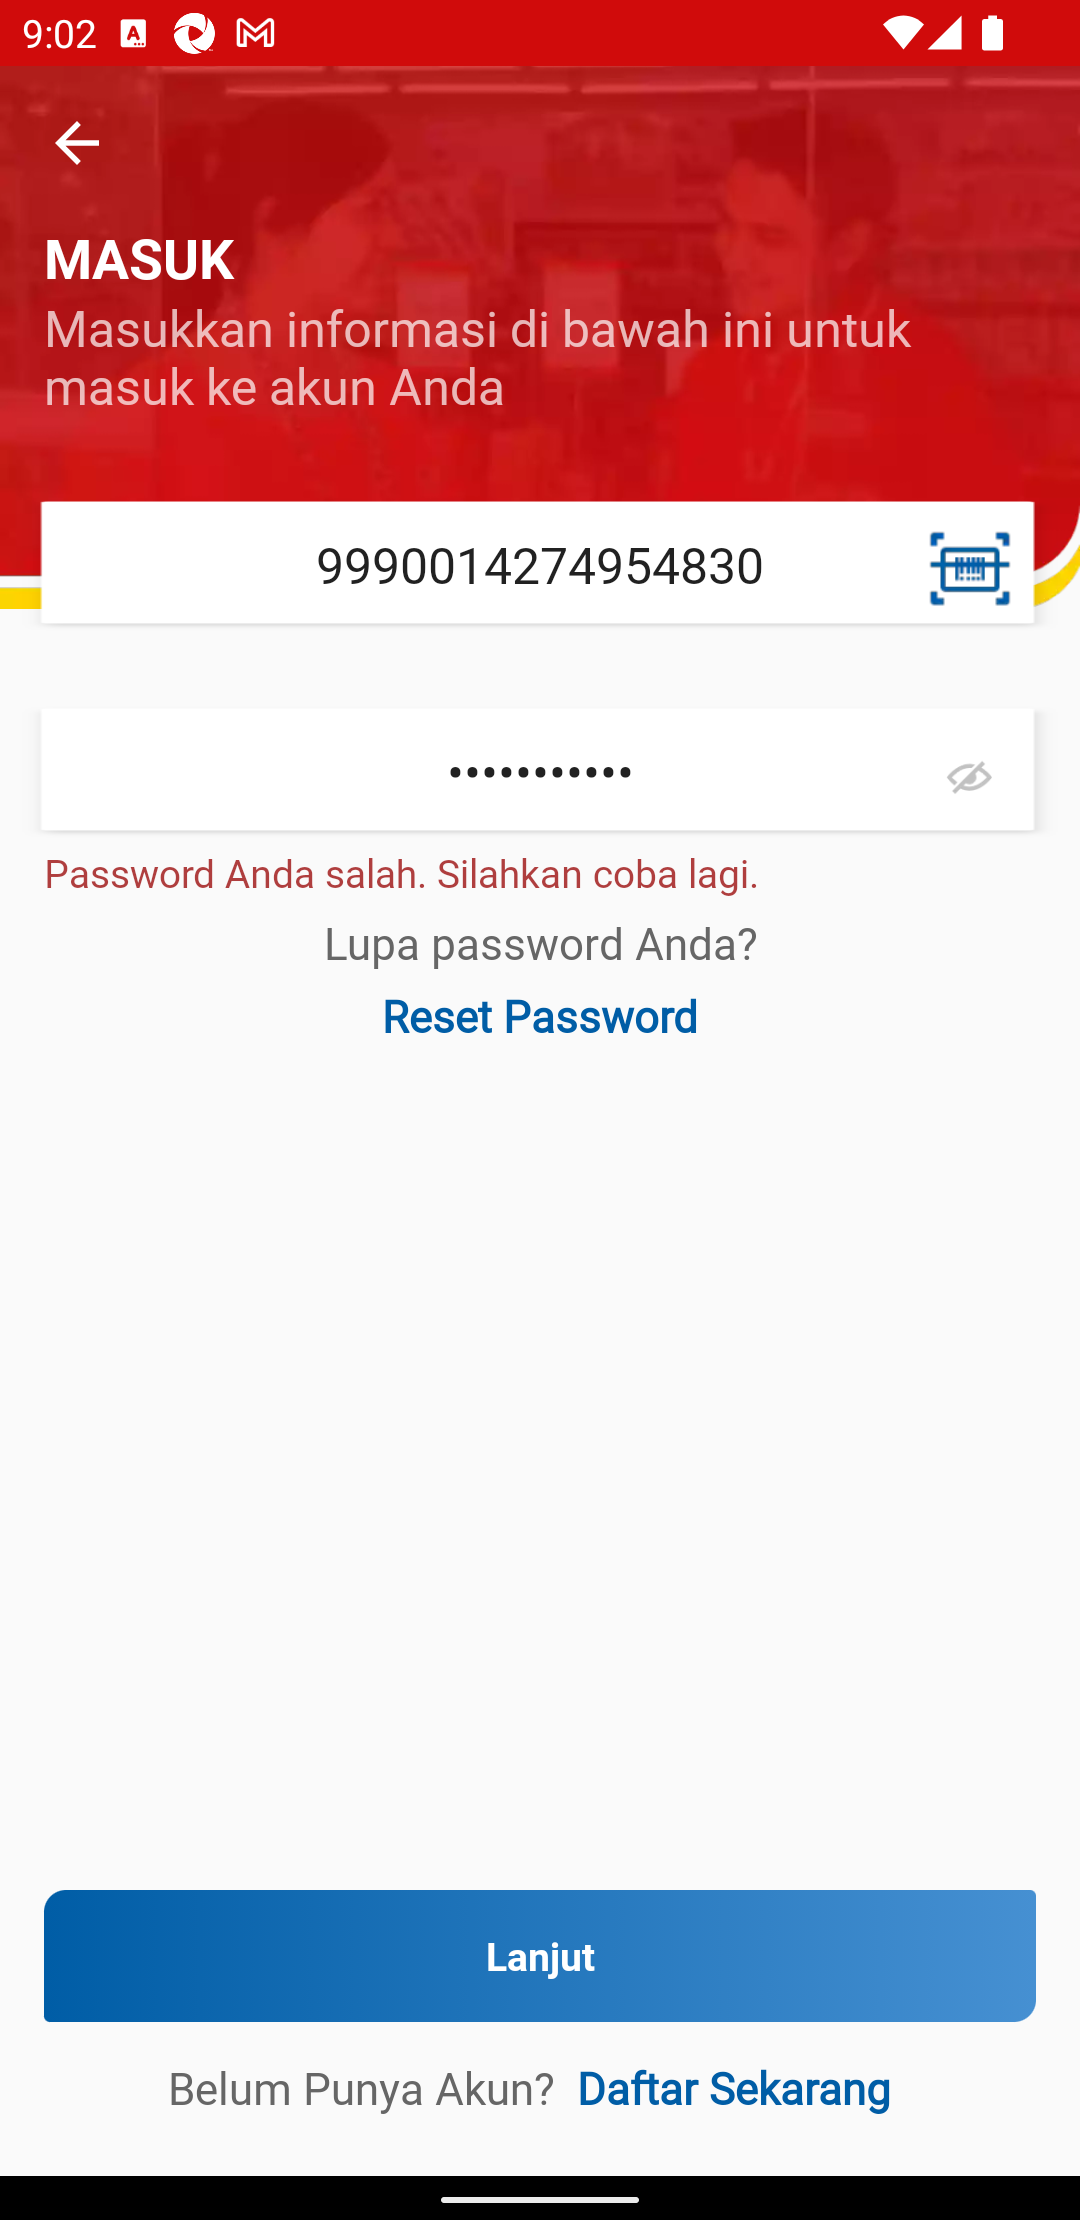 9:02
MASUK
Masukkan informasi di bawah ini untuk
masuk ke akun Anda
9990014274954830
•••••••••••
Password Anda salah. Silahkan coba lagi.
Lupa password Anda?
Reset Password
Lanjut
Belum Punya Akun? Daftar Sekarang